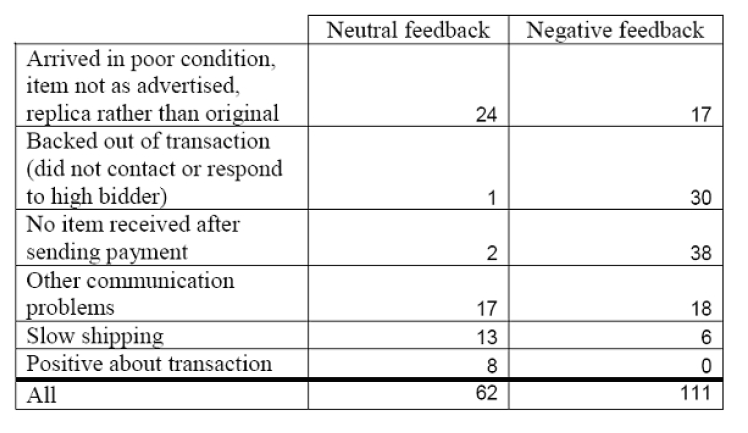 Neutral feedback Negative feedback
Arrived in poor condition,
item not as advertised,
replica rather than original 24 17
Backed out of transaction
(did not contact or respond
to high bidder) 1 30
No item received after
sending payment 2 38
Other communication
problems 17 18
Slow shipping 13 6
Positive about transaction 8 0
All 62 111